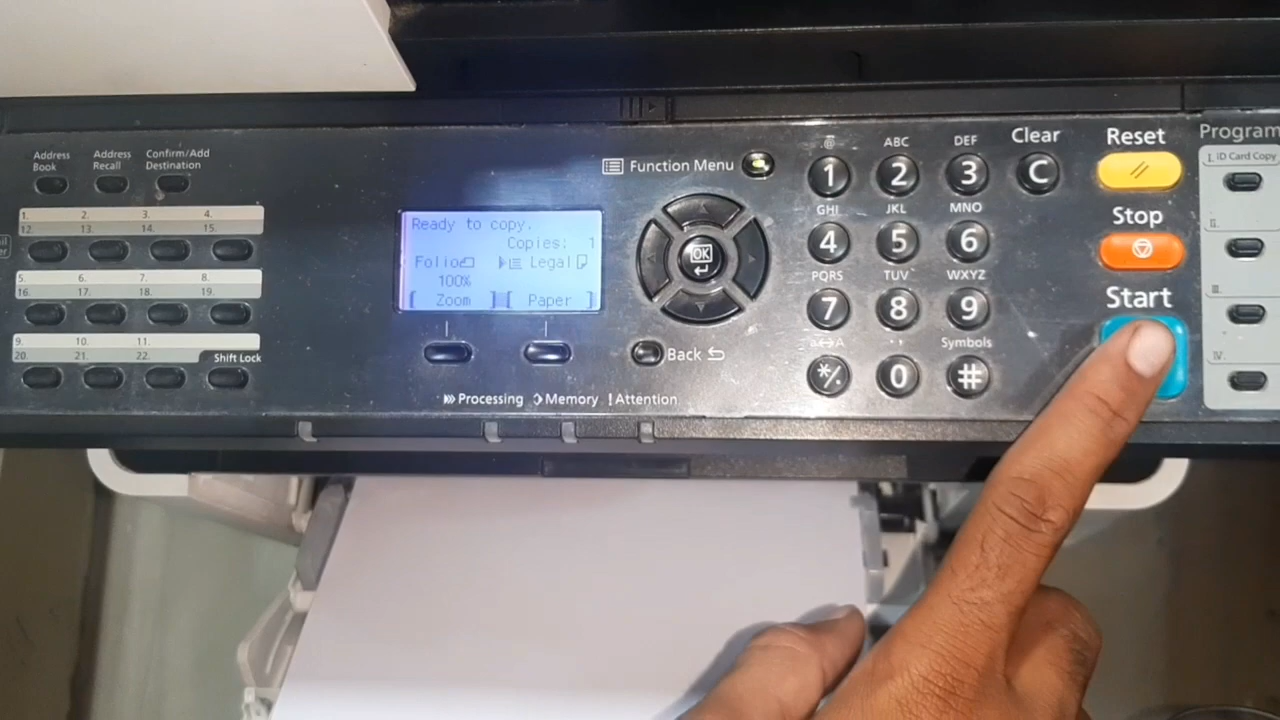 Address Book
Address Recall
Confirm/Add Destination
1. 2. 3. 4.
12. 13. 14. 15.
5. 6. 7. 8.
16. 17. 18. 19.
9. 10. 11.
20. 21. 22.
Shift Lock
Ready to copy.
Copies: 1
Folio Legal
100%
[ Zoom ] [ Paper ]
Function Menu
OK
Back
Processing Memory ! Attention
.@ ABC DEF Clear
1 2 3 C
GHI JKL MNO
4 5 6
PQRS TUV WXYZ
7 8 9
a↔A Symbols
*/. 0 #
Reset
Stop
Start
Program
I. ID Card Copy
II.
III.
IV.